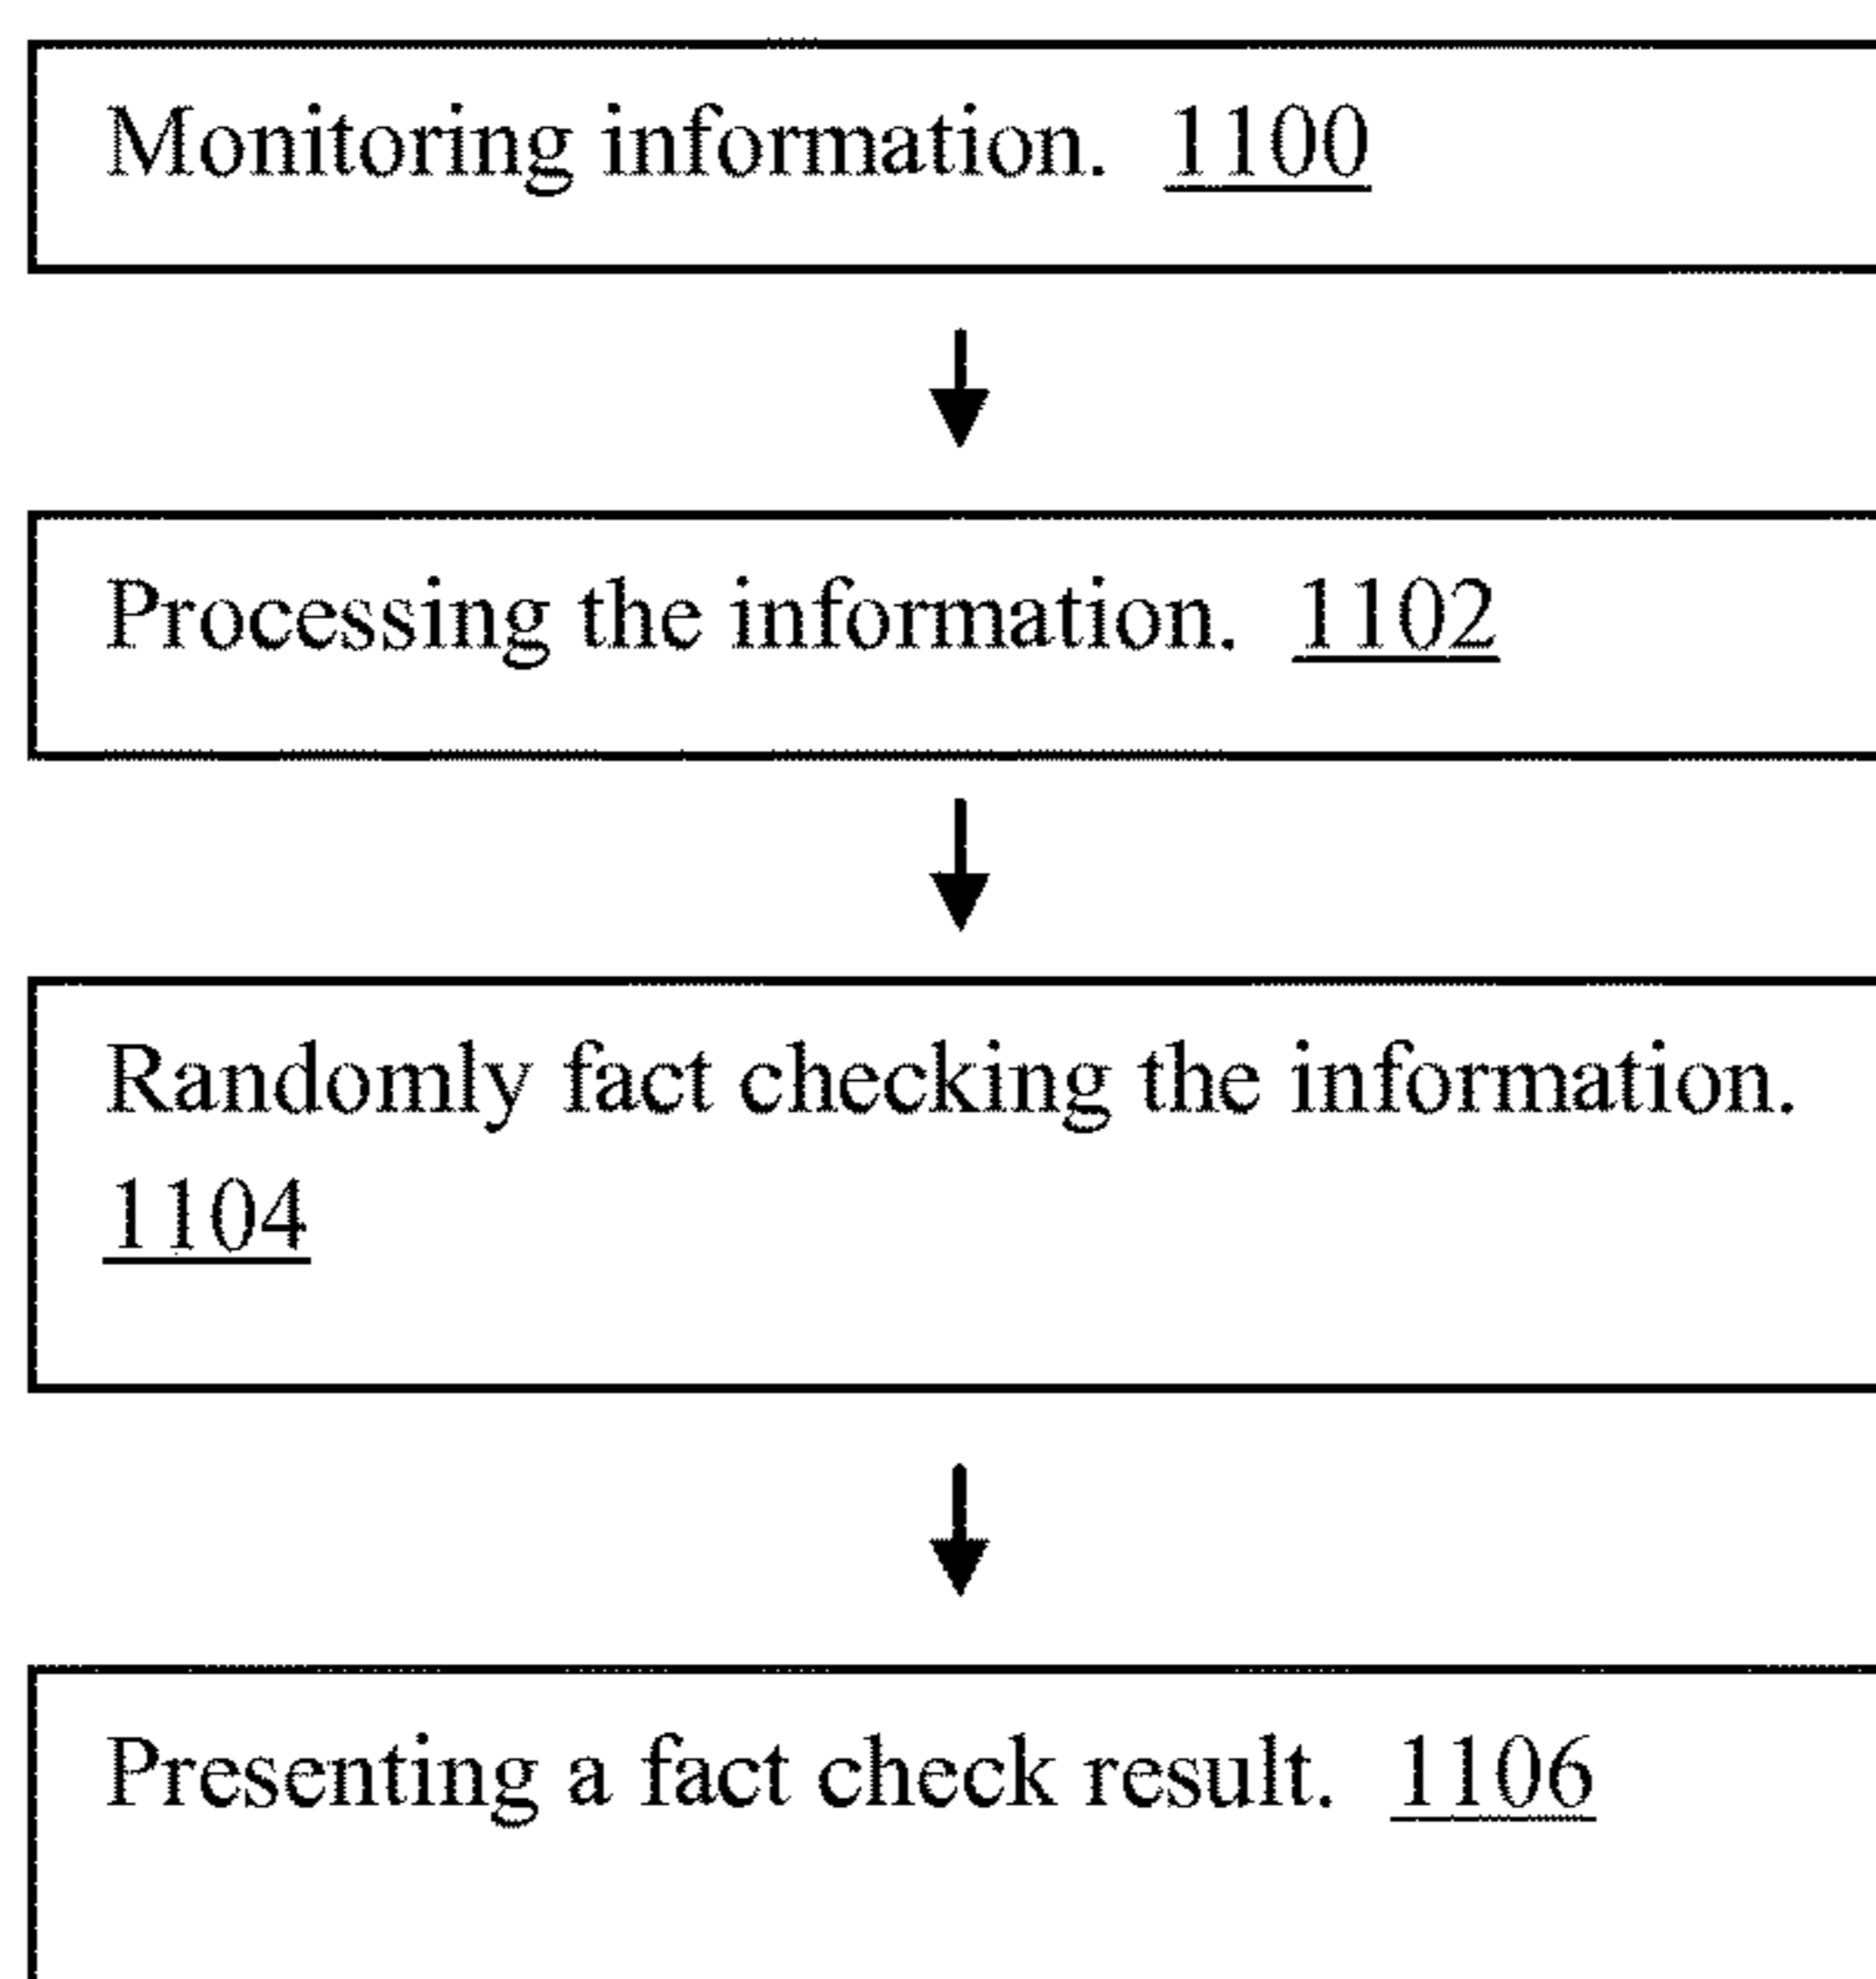 Monitoring information. 1100
Processing the information. 1102
Randomly fact checking the information.
1104
Presenting a fact check result. 1106